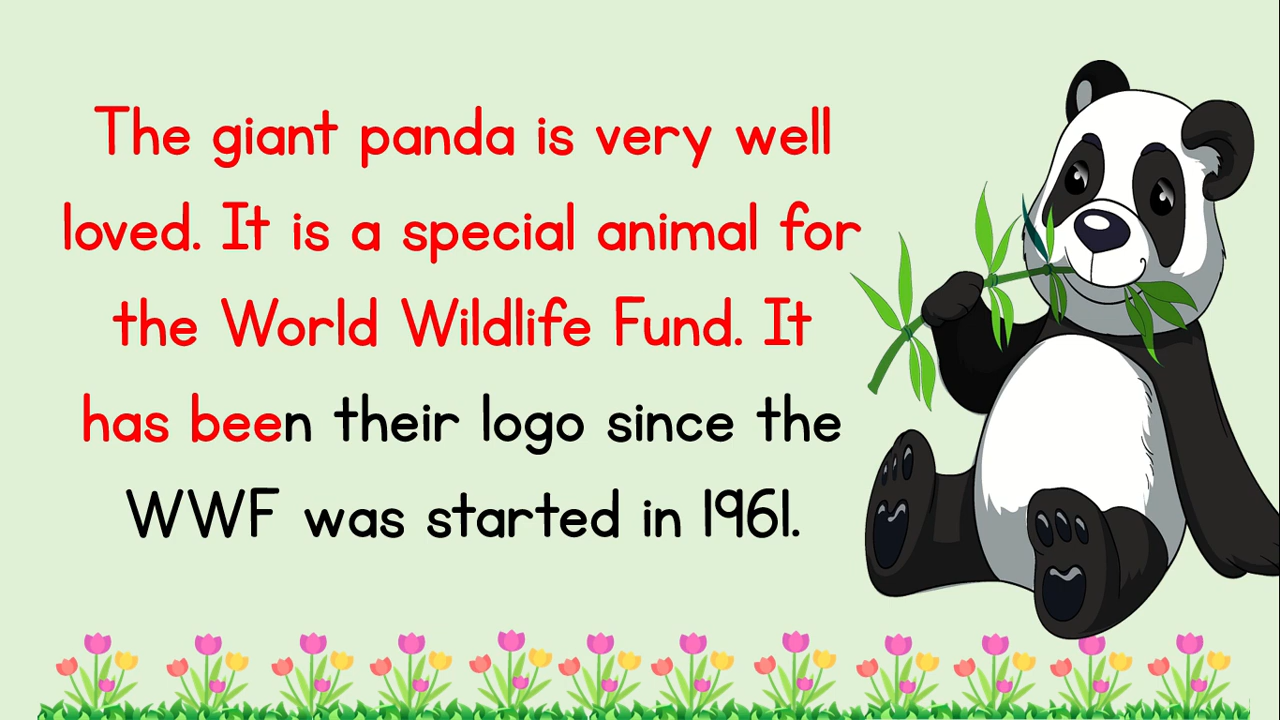 The giant panda is very well
loved. It is a special animal for
the World Wildlife Fund. It
has been their logo since the
WWF was started in 1961.